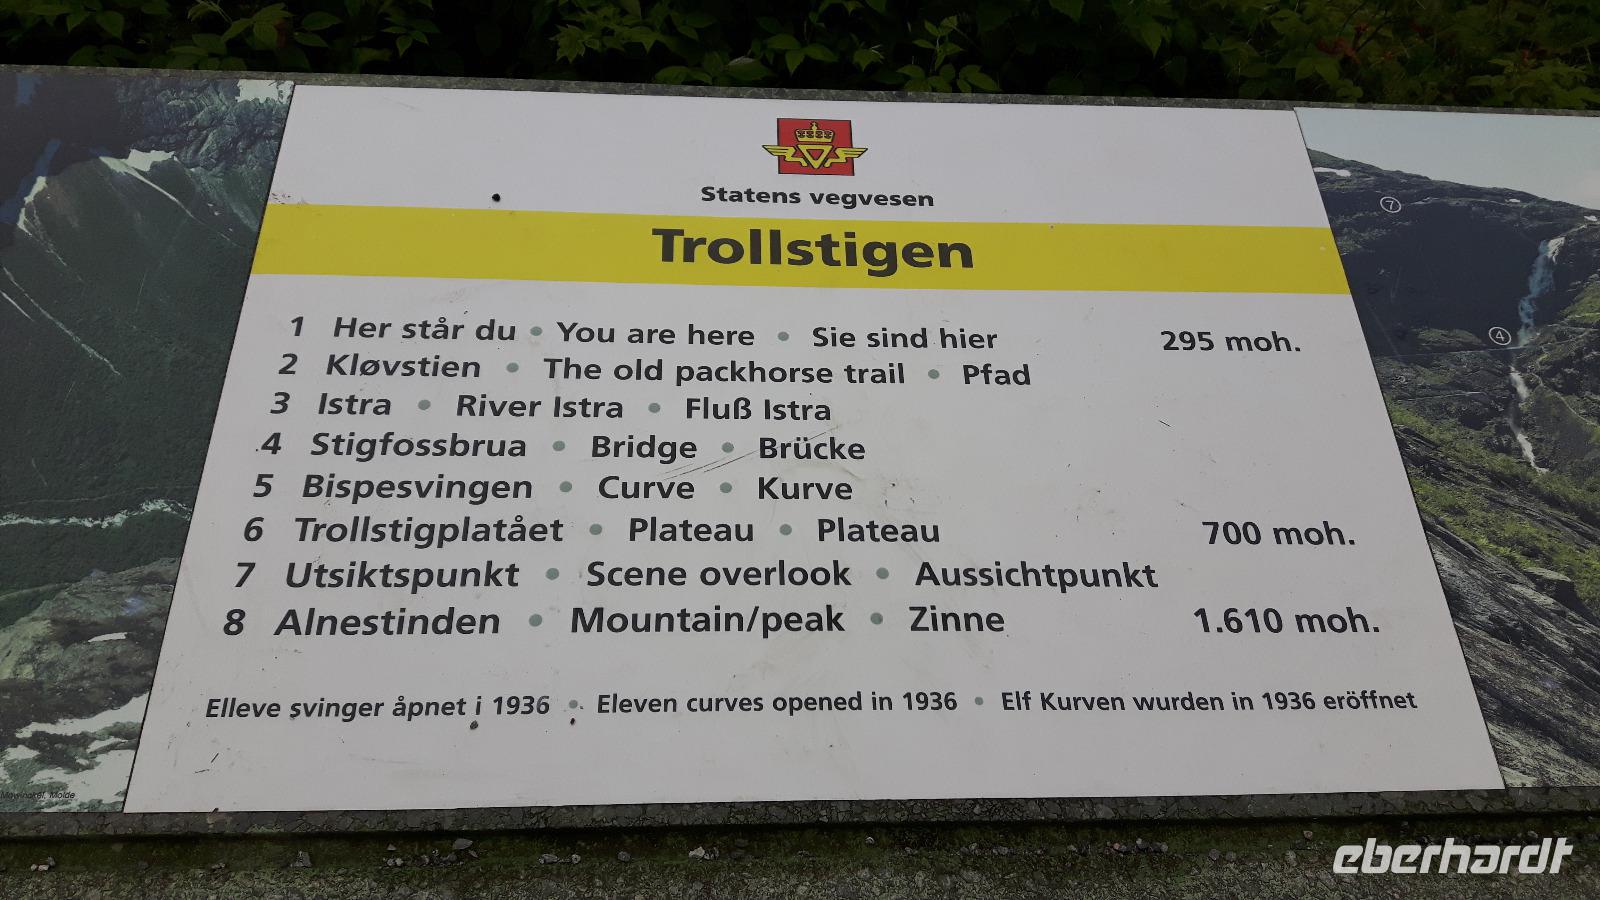 Statens vegvesen
Trollstigen
1 Her står du • You are here • Sie sind hier 295 moh.
2 Kløvstien • The old packhorse trail • Pfad
3 Istra • River Istra • Fluß Istra
4 Stigfossbrua • Bridge • Brücke
5 Bispesvingen • Curve • Kurve
6 Trollstigplatået • Plateau • Plateau 700 moh.
7 Utsiktspunkt • Scene overlook • Aussichtpunkt
8 Alnestinden • Mountain/peak • Zinne 1.610 moh.
Elleve svinger åpnet i 1936 • Eleven curves opened in 1936 • Elf Kurven wurden in 1936 eröffnet
7
4
Molde
eberhardt